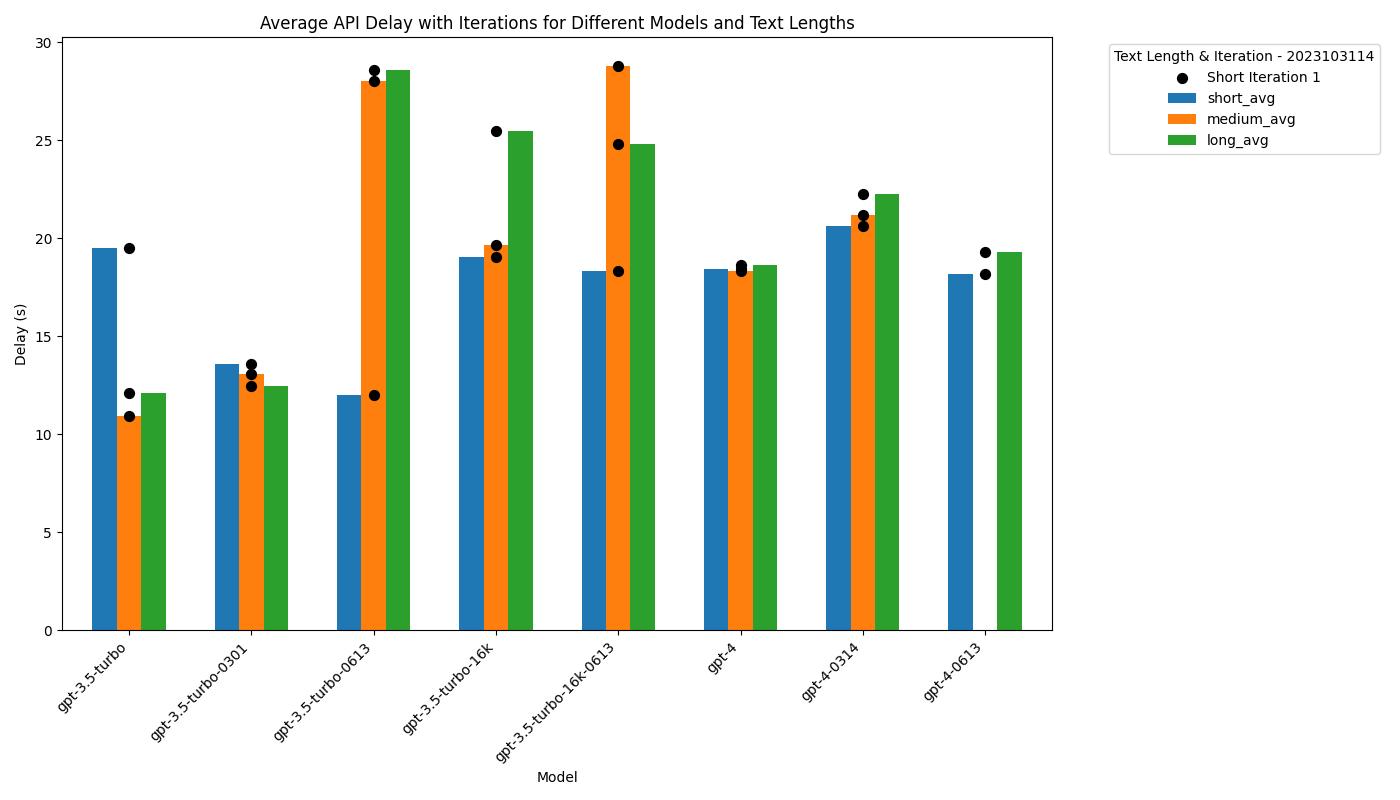 Average API Delay with Iterations for Different Models and Text Lengths
Text Length & Iteration - 2023103114
Short Iteration 1
short_avg
medium_avg
long_avg
Delay (s)
30
25
20
15
10
5
0
gpt-3.5-turbo
gpt-3.5-turbo-0301
gpt-3.5-turbo-0613
gpt-3.5-turbo-16k
gpt-3.5-turbo-16k-0613
gpt-4
gpt-4-0314
gpt-4-0613
Model